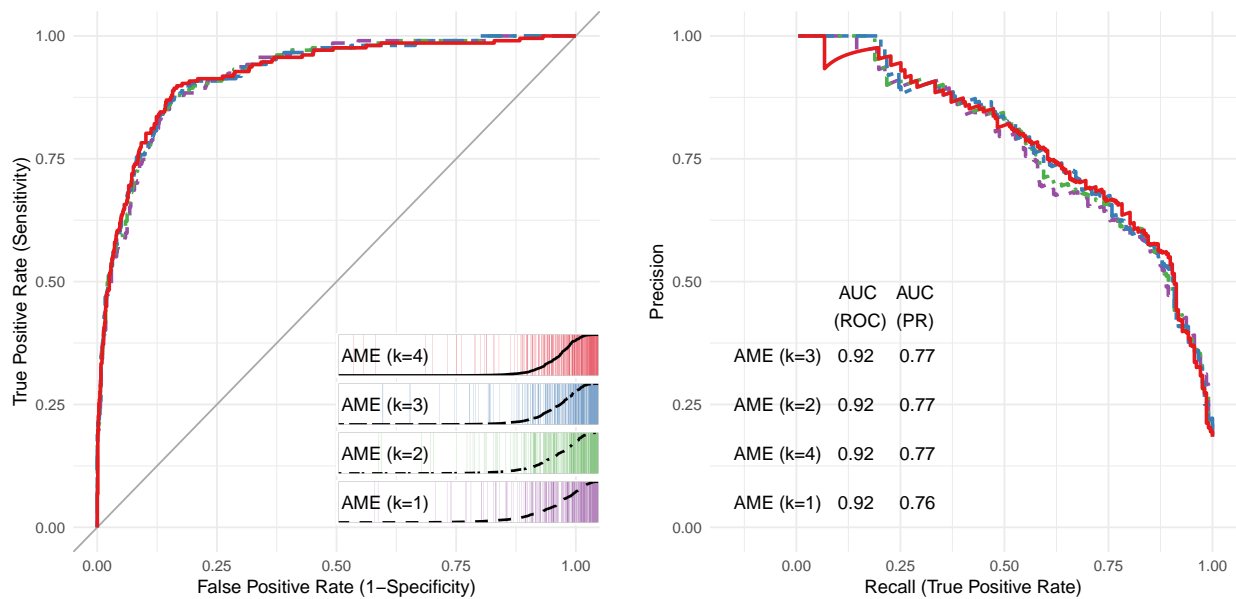 1.00
0.75
0.50
0.25
0.00
True Positive Rate (Sensitivity)
AME (k=4)
AME (k=3)
AME (k=2)
AME (k=1)
0.00
0.25
0.50
0.75
1.00
False Positive Rate (1−Specificity)
1.00
0.75
0.50
0.25
0.00
Precision
AUC AUC
(ROC) (PR)
AME (k=3) 0.92 0.77
AME (k=2) 0.92 0.77
AME (k=4) 0.92 0.77
AME (k=1) 0.92 0.76
0.00
0.25
0.50
0.75
1.00
Recall (True Positive Rate)